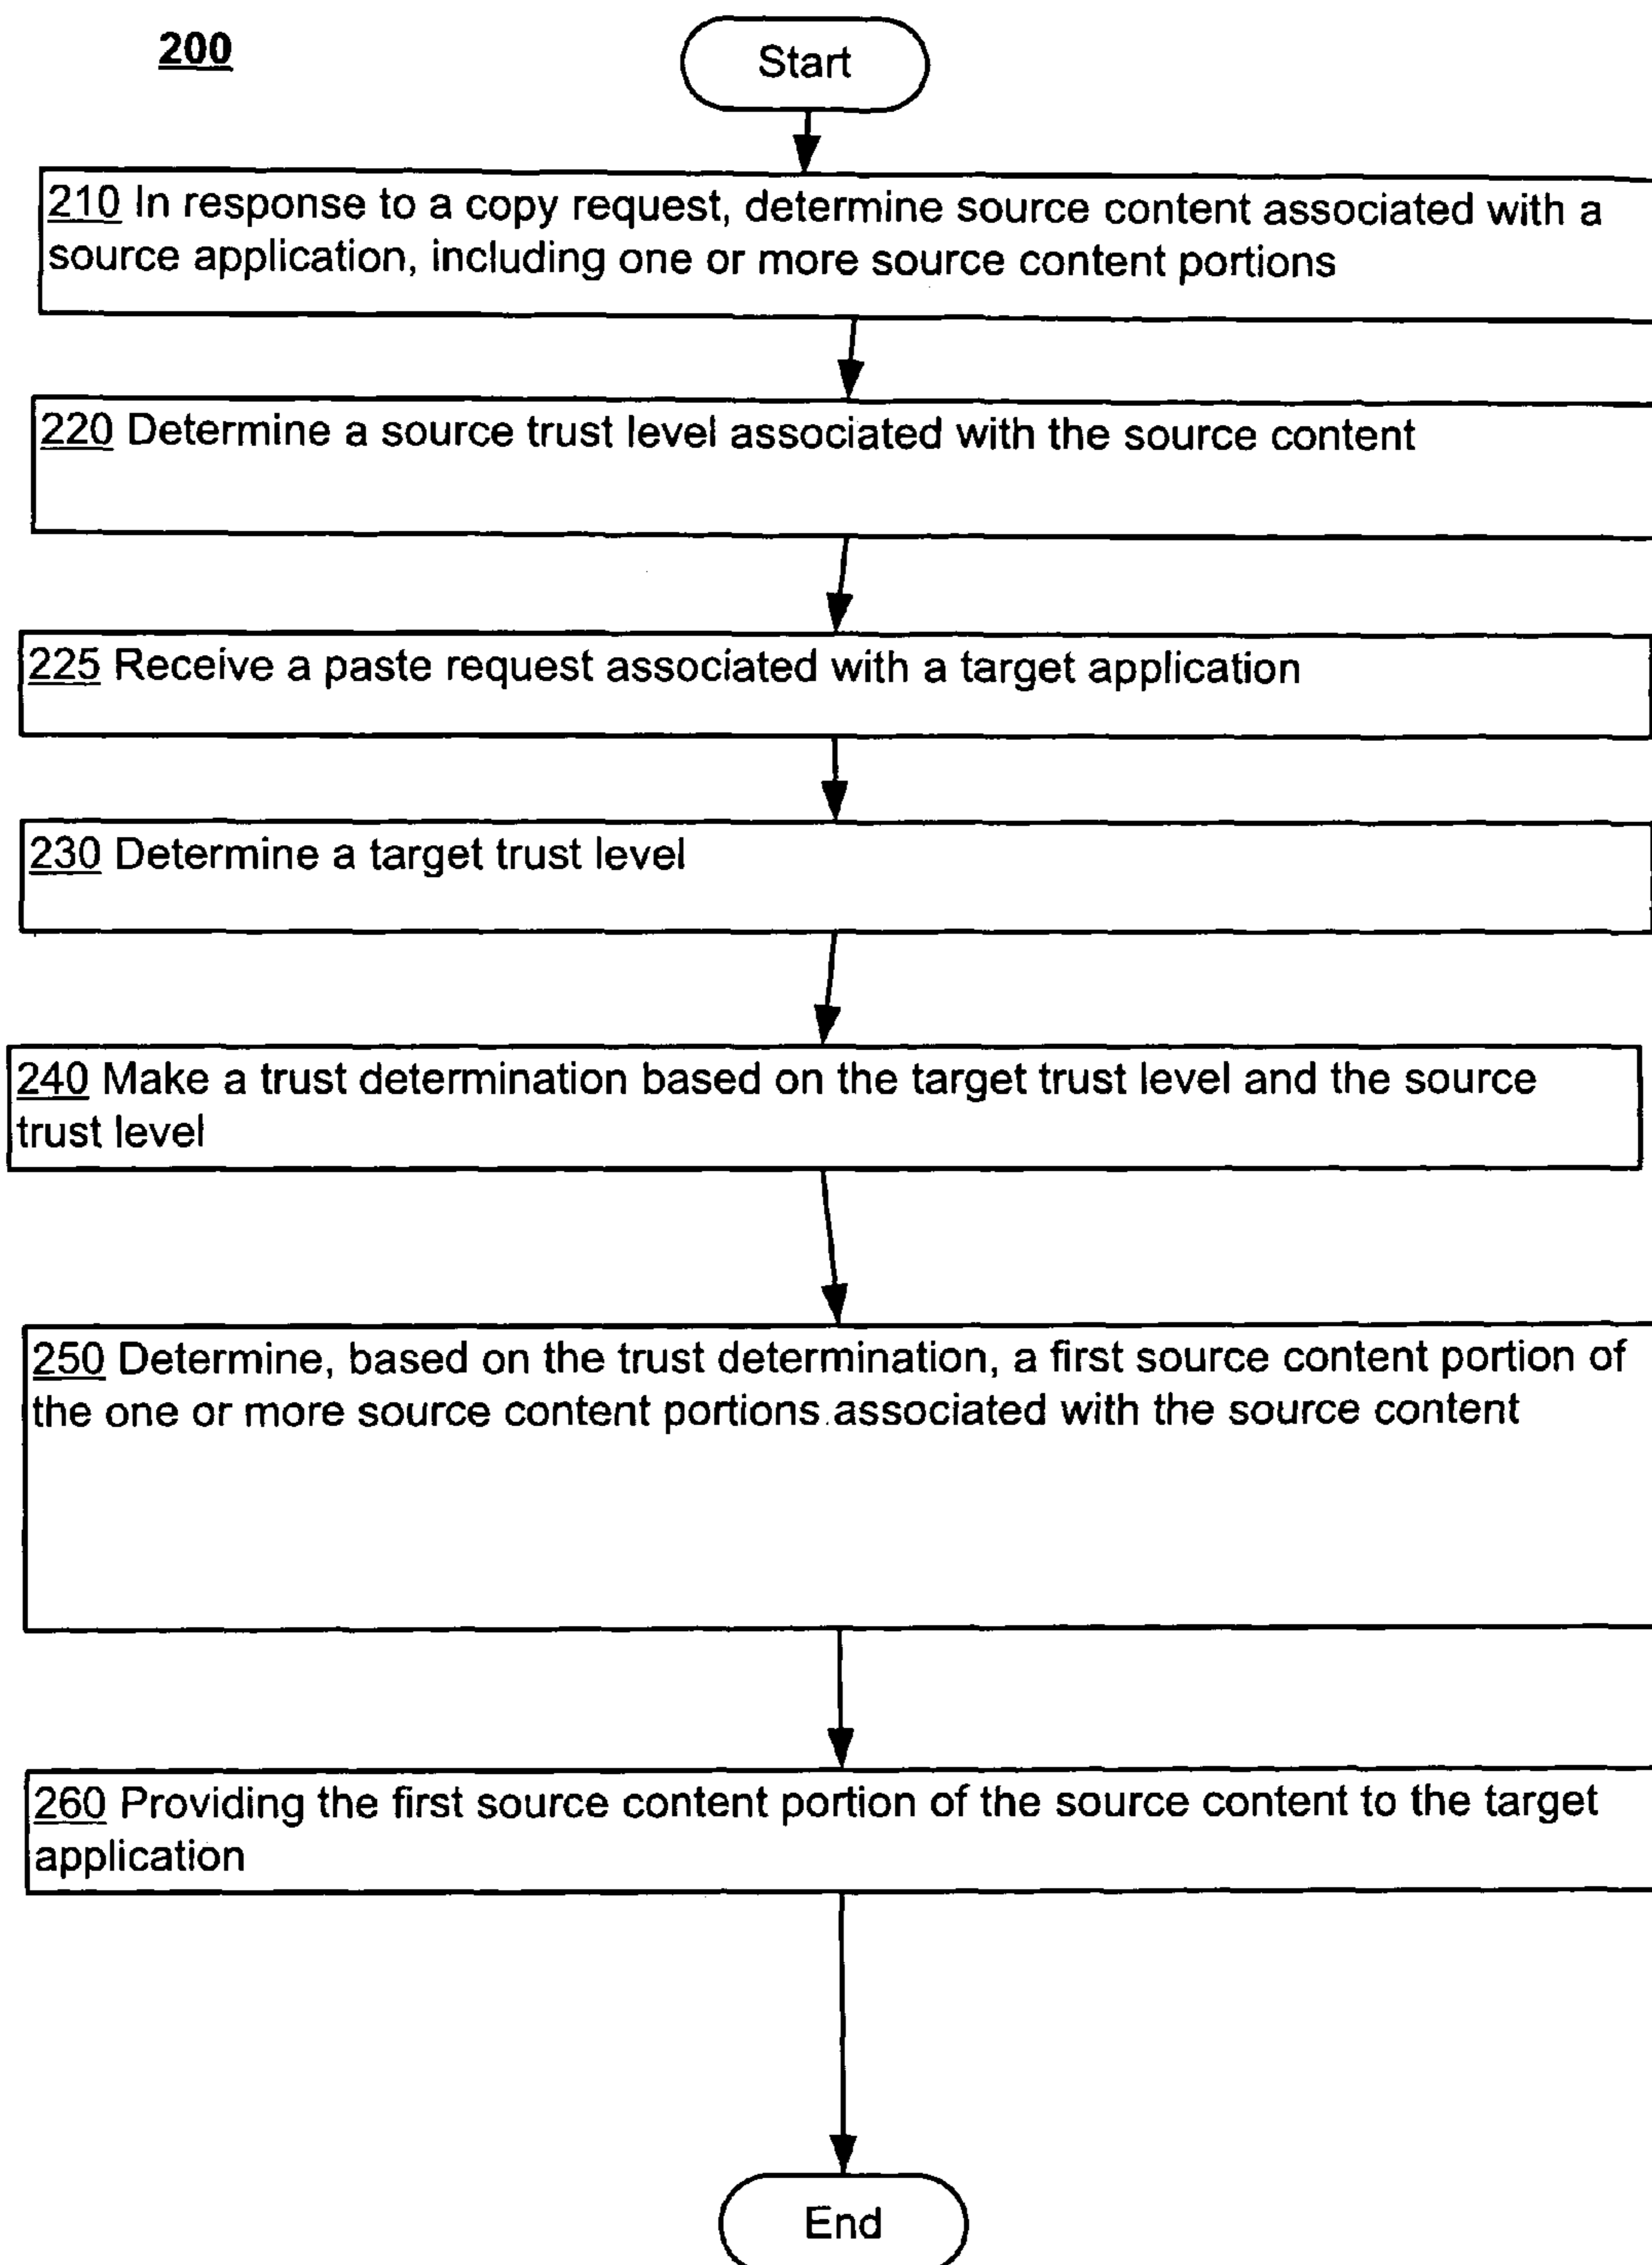 200
Start
210 In response to a copy request, determine source content associated with a
source application, including one or more source content portions
220 Determine a source trust level associated with the source content
225 Receive a paste request associated with a target application
230 Determine a target trust level
240 Make a trust determination based on the target trust level and the source
trust level
250 Determine, based on the trust determination, a first source content portion of
the one or more source content portions associated with the source content
260 Providing the first source content portion of the source content to the target
application
End